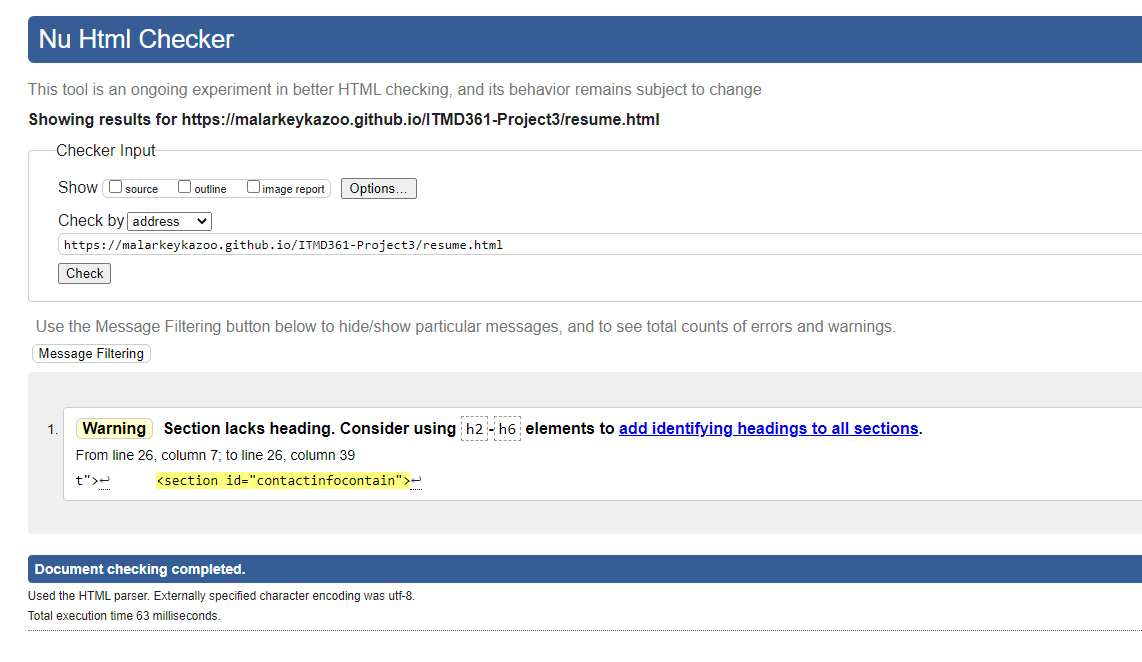 Nu Html Checker
This tool is an ongoing experiment in better HTML checking, and its behavior remains subject to change
Showing results for https://malarkeykazoo.github.io/ITMD361-Project3/resume.html
Checker Input
Show source outline image report Options...
Check by address
https://malarkeykazoo.github.io/ITMD361-Project3/resume.html
Check
Use the Message Filtering button below to hide/show particular messages, and to see total counts of errors and warnings.
Message Filtering
1. Warning Section lacks heading. Consider using h2-h6 elements to add identifying headings to all sections.
From line 26, column 7; to line 26, column 39
t">↩ <section id="contactinfocontain">↩
Document checking completed.
Used the HTML parser. Externally specified character encoding was utf-8.
Total execution time 63 milliseconds.